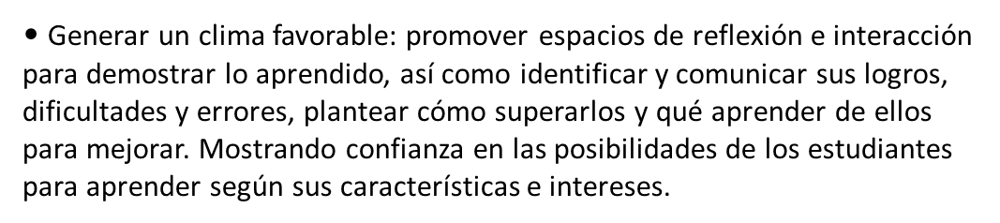 • Generar un clima favorable: promover espacios de reflexión e interacción
para demostrar lo aprendido, así como identificar y comunicar sus logros,
dificultades y errores, plantear cómo superarlos y qué aprender de ellos
para mejorar. Mostrando confianza en las posibilidades de los estudiantes
para aprender según sus características e intereses.